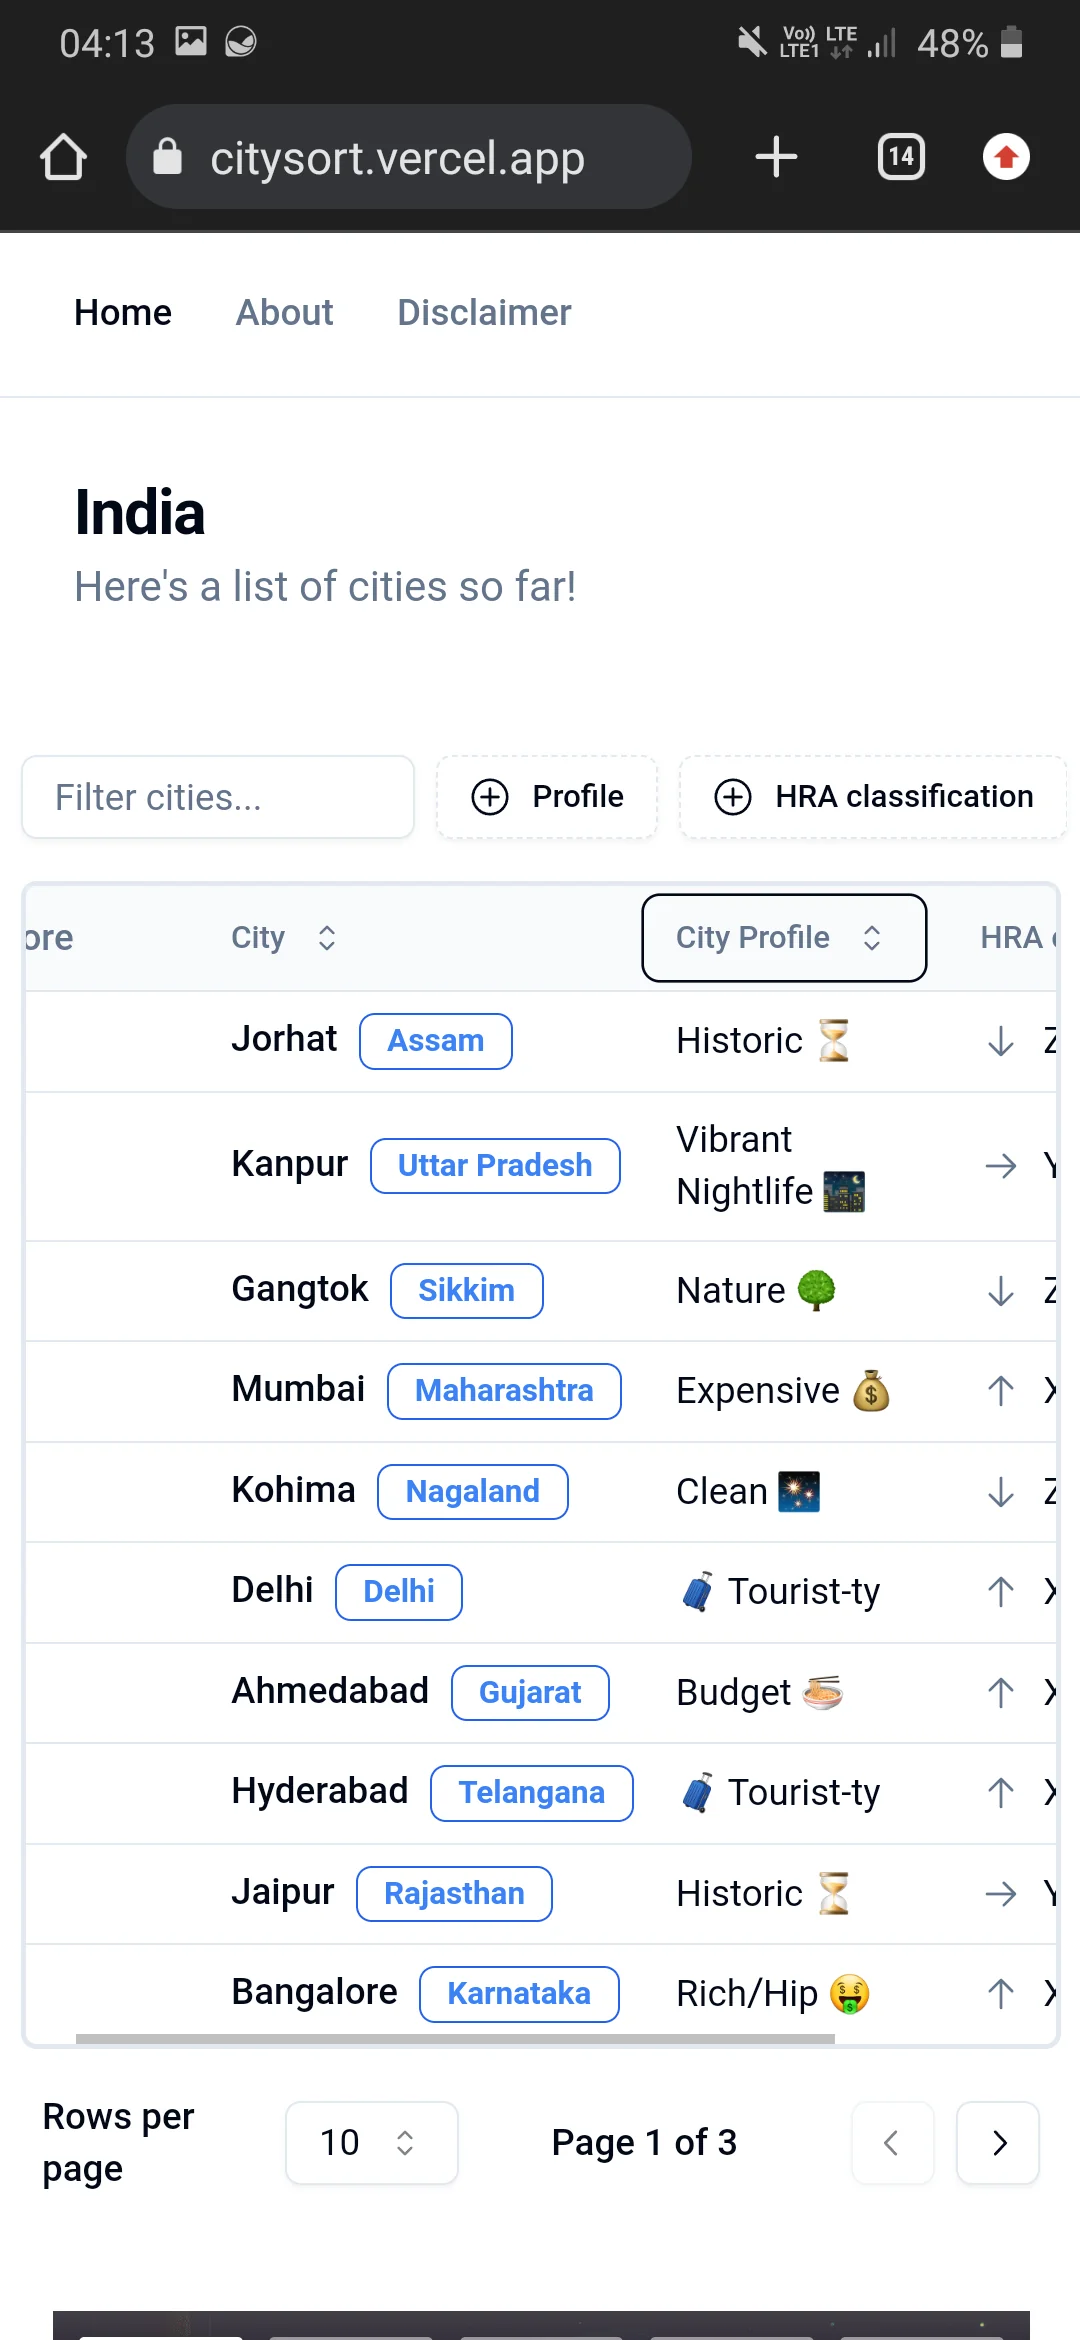 04:13 Vo)) LTE LTE1 48%
citysort.vercel.app 14
Home About Disclaimer
India
Here's a list of cities so far!
Filter cities... Profile HRA classification
ore City City Profile HRA
Jorhat Assam Historic ⏳ ↓ Z
Kanpur Uttar Pradesh Vibrant Nightlife 🌃 → Y
Gangtok Sikkim Nature 🌳 ↓ Z
Mumbai Maharashtra Expensive 💰 ↑ X
Kohima Nagaland Clean 🎇 ↓ Z
Delhi Delhi 🧳 Tourist-ty ↑ X
Ahmedabad Gujarat Budget 🍜 ↑ X
Hyderabad Telangana 🧳 Tourist-ty ↑ X
Jaipur Rajasthan Historic ⏳ → Y
Bangalore Karnataka Rich/Hip 🤑 ↑ X
Rows per page 10 Page 1 of 3